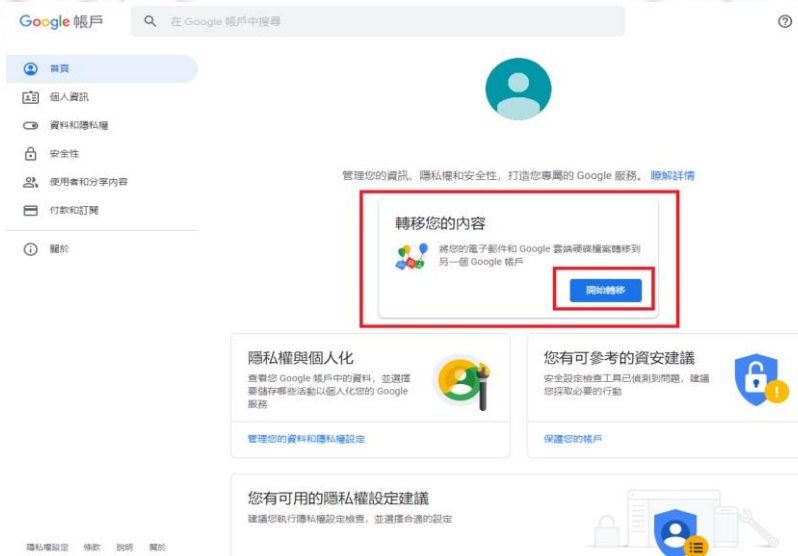 Google 帳戶
在 Google 帳戶中搜尋
首頁
個人資訊
資料和隱私權
安全性
使用者和分享內容
付款和訂閱
關於
管理您的資訊、隱私權和安全性，打造您專屬的 Google 服務。瞭解詳情
轉移您的內容
將您的電子郵件和 Google 雲端硬碟檔案轉移到
另一個 Google 帳戶
開始轉移
隱私權與個人化
查看您 Google 帳戶中的資料，並選擇
要儲存哪些活動以個人化您的 Google
服務
管理您的資料和隱私權設定
您有可參考的資安建議
安全設定檢查工具已偵測到問題，建議
您採取必要的行動
保護您的帳戶
您有可用的隱私權設定建議
建議您執行隱私權設定檢查，並選擇合適的設定
隱私權設定 條款 說明 關於